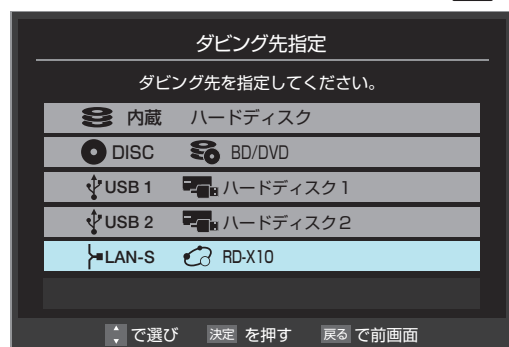 ダビング先指定
ダビング先を指定してください。
内蔵 ハードディスク
DISC BD/DVD
USB 1 ハードディスク1
USB 2 ハードディスク2
LAN-S RD-X10
で選び 決定 を押す 戻る で前画面